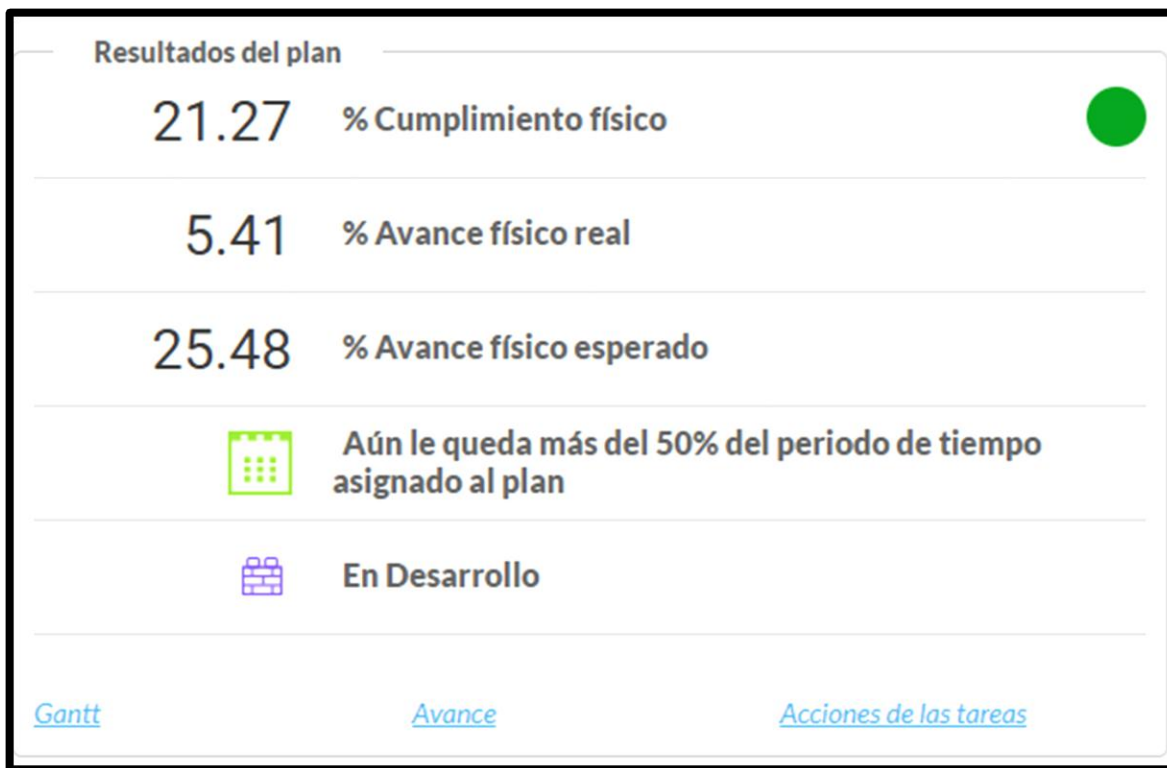 Resultados del plan
21.27 % Cumplimiento físico
5.41 % Avance físico real
25.48 % Avance físico esperado
Aún le queda más del 50% del periodo de tiempo
asignado al plan
En Desarrollo
Gantt Avance Acciones de las tareas